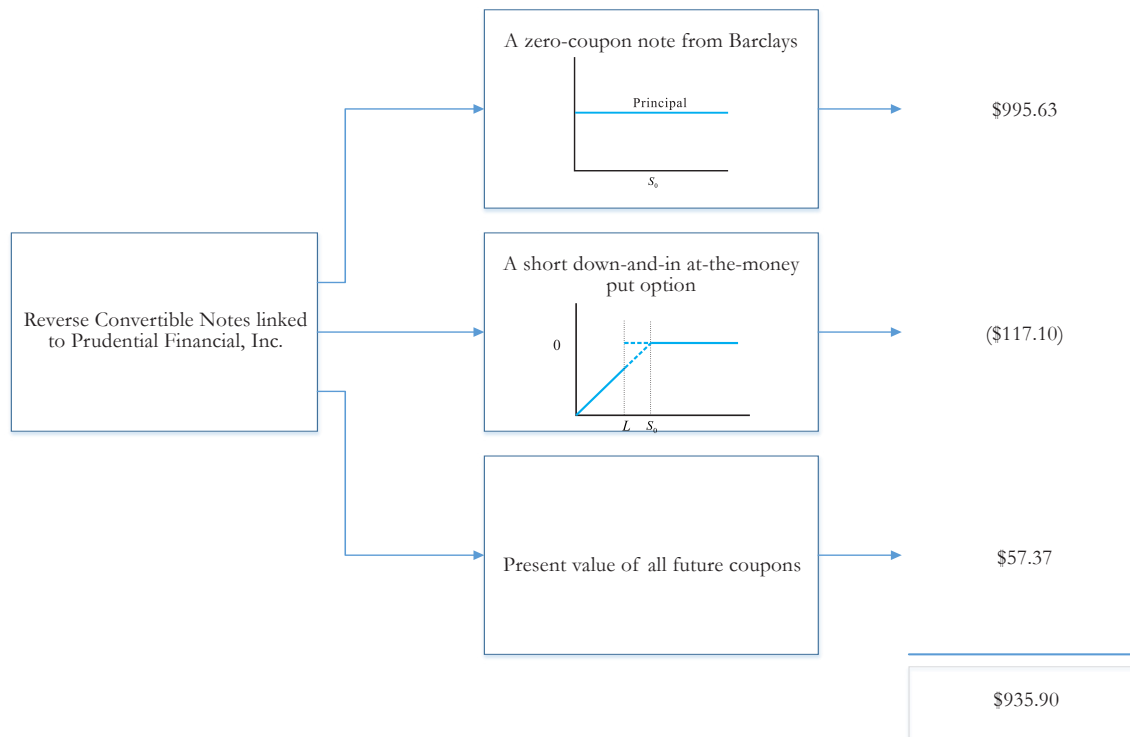 A zero-coupon note from Barclays
Principal
S₀
$995.63
Reverse Convertible Notes linked
to Prudential Financial, Inc.
A short down-and-in at-the-money
put option
0
L S₀
($117.10)
Present value of all future coupons
$57.37
$935.90